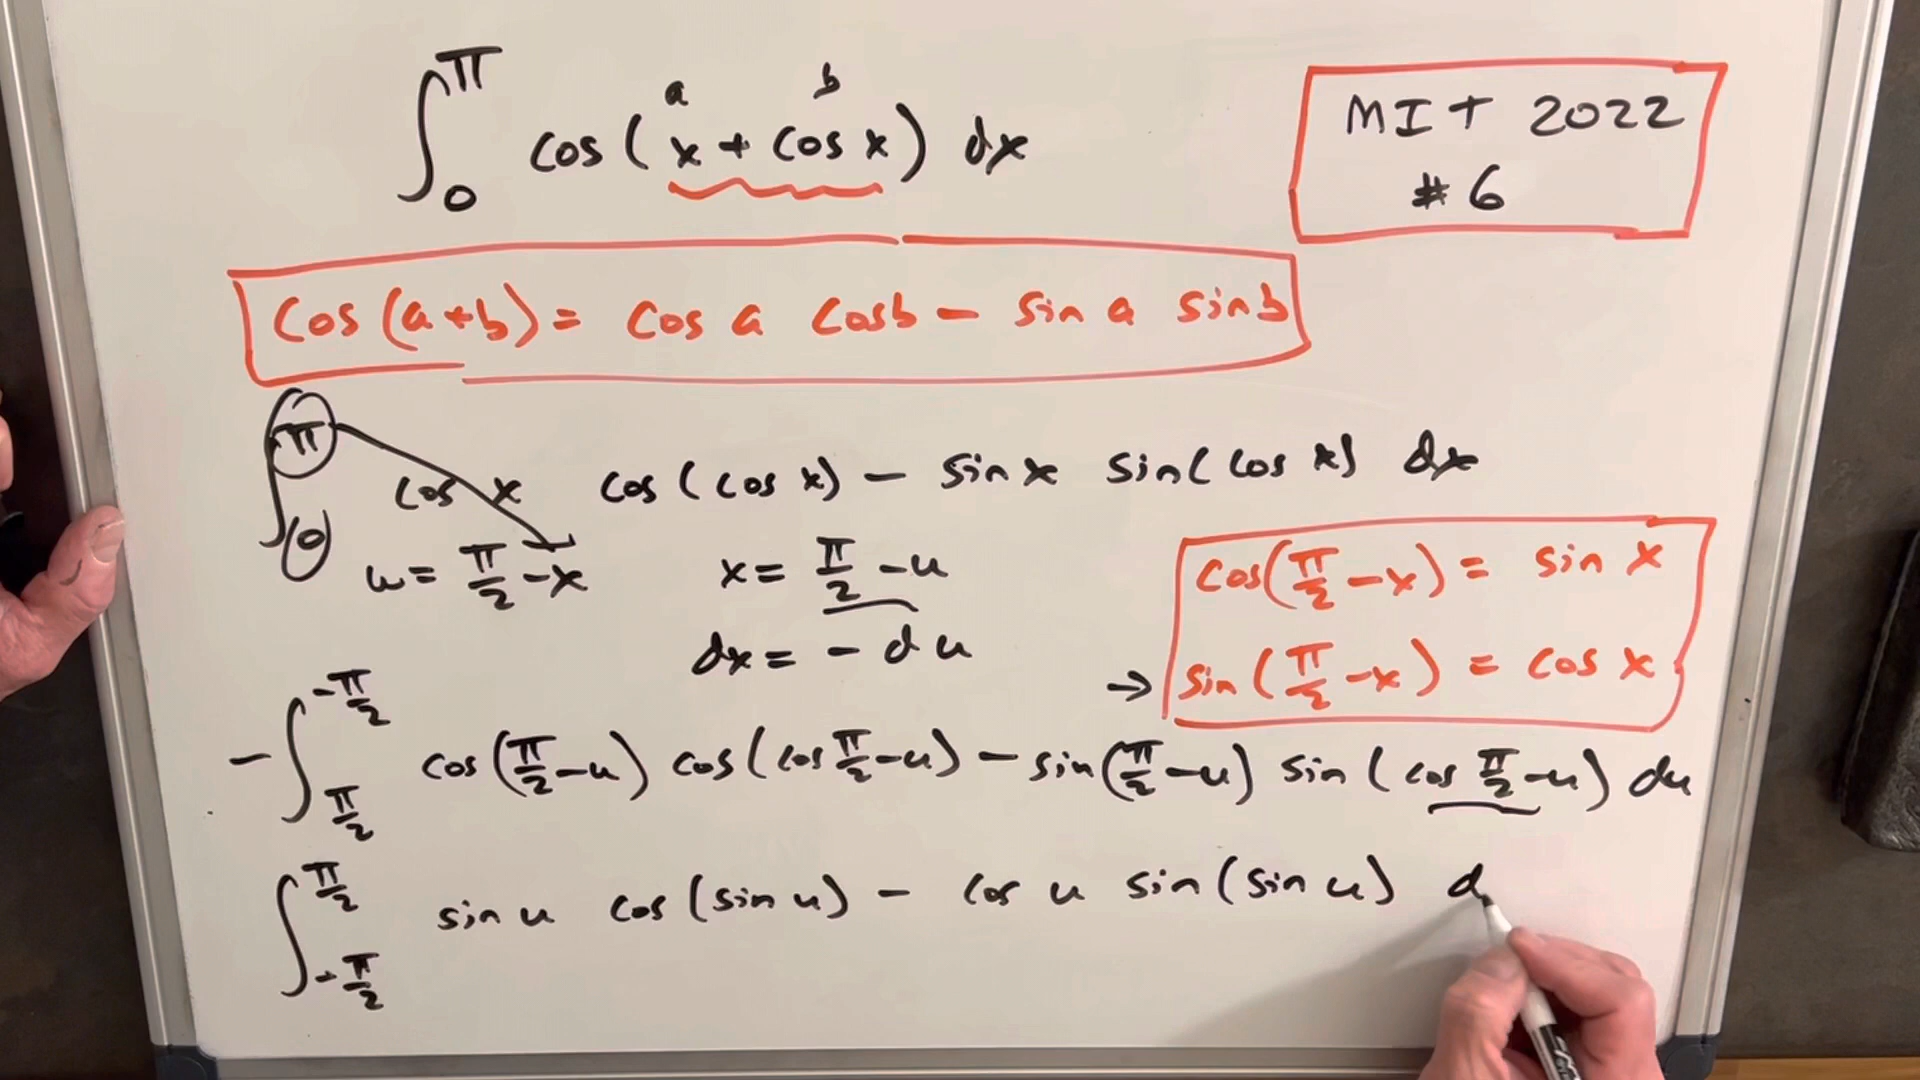 a b
∫₀^π cos(x + cos x) dx
MIT 2022
#6
cos(a+b) = cos a cos b - sin a sin b
∫₀^π cos x cos(cos x) - sin x sin(cos x) dx
u = π/2 - x x = π/2 - u
dx = - du
cos(π/2 - x) = sin x
→ sin(π/2 - x) = cos x
- ∫_{π/2}^{-π/2} cos(π/2 - u) cos(cos π/2 - u) - sin(π/2 - u) sin(cos π/2 - u) du
∫_{-π/2}^{π/2} sin u cos(sin u) - cos u sin(sin u) d